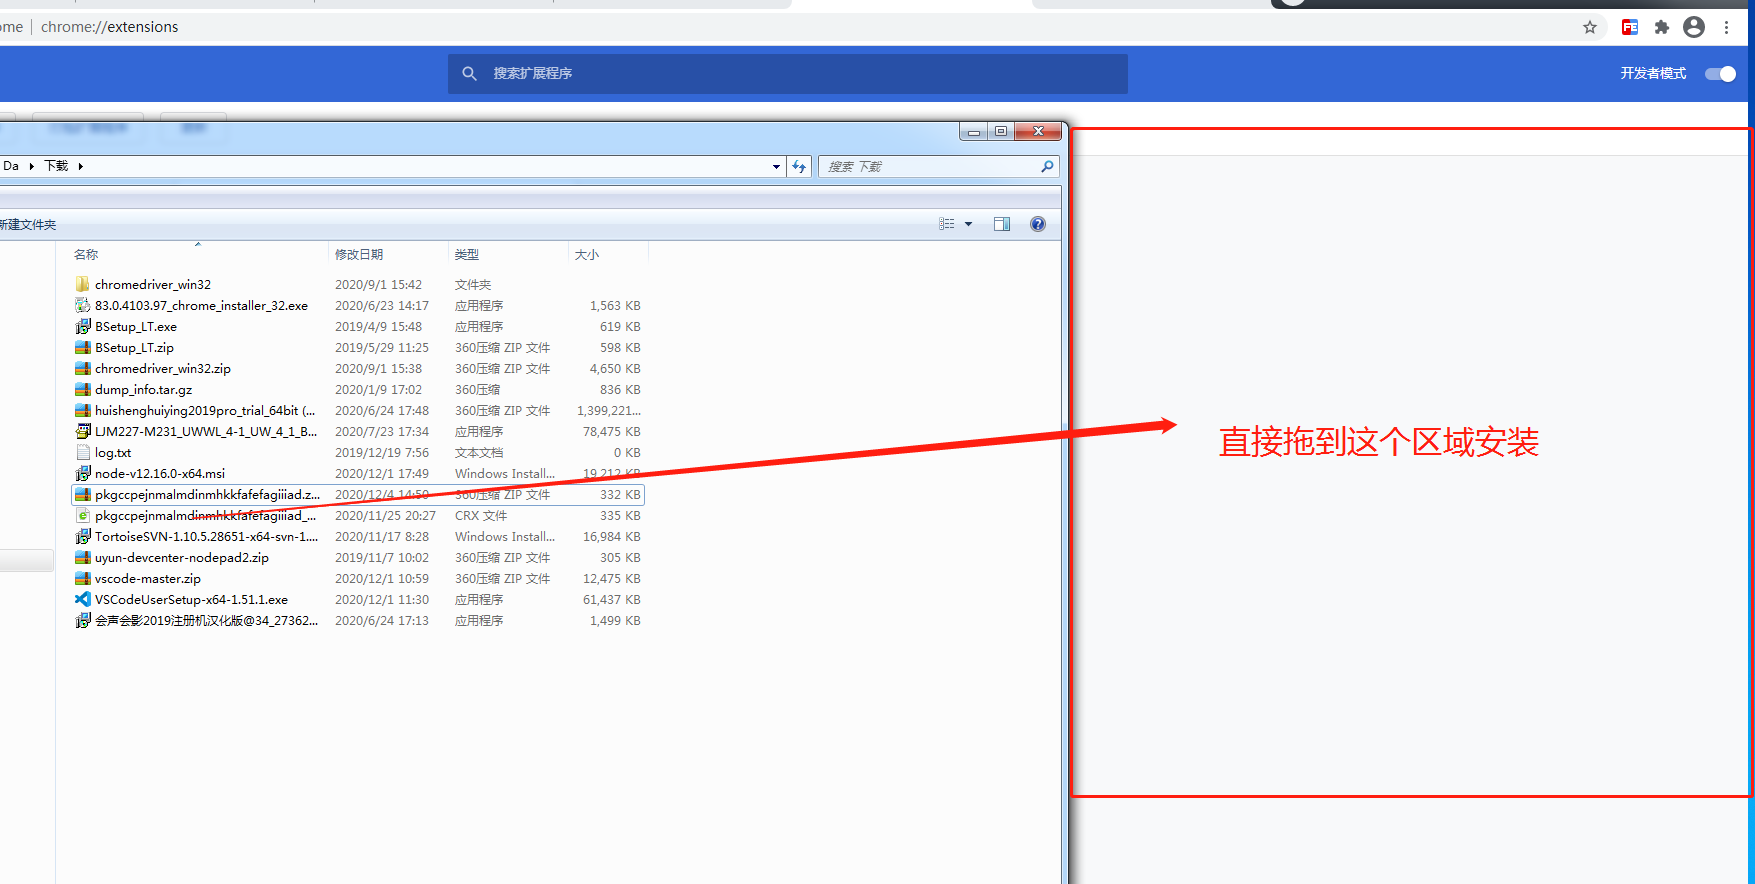 ome | chrome://extensions
搜索扩展程序
开发者模式
Da ▸ 下载 ▸
搜索 下载
新建文件夹
名称 修改日期 类型 大小
chromedriver_win32 2020/9/1 15:42 文件夹
83.0.4103.97_chrome_installer_32.exe 2020/6/23 14:17 应用程序 1,563 KB
BSetup_LT.exe 2019/4/9 15:48 应用程序 619 KB
BSetup_LT.zip 2019/5/29 11:25 360压缩 ZIP 文件 598 KB
chromedriver_win32.zip 2020/9/1 15:38 360压缩 ZIP 文件 4,650 KB
dump_info.tar.gz 2020/1/9 17:02 360压缩 836 KB
huishenghuiying2019pro_trial_64bit (... 2020/6/24 17:48 360压缩 ZIP 文件 1,399,221...
LJM227-M231_UWWL_4-1_UW_4_1_B... 2020/7/23 17:34 应用程序 78,475 KB
log.txt 2019/12/19 7:56 文本文档 0 KB
node-v12.16.0-x64.msi 2020/12/1 17:49 Windows Install... 19,212 KB
pkgccpejnmalmdinmhkkfafefagiiiad.z... 2020/12/4 14:50 360压缩 ZIP 文件 332 KB
pkgccpejnmalmdinmhkkfafefagiiiad_... 2020/11/25 20:27 CRX 文件 335 KB
TortoiseSVN-1.10.5.28651-x64-svn-1.... 2020/11/17 8:28 Windows Install... 16,984 KB
uyun-devcenter-nodepad2.zip 2019/11/7 10:02 360压缩 ZIP 文件 305 KB
vscode-master.zip 2020/12/1 10:59 360压缩 ZIP 文件 12,475 KB
VSCodeUserSetup-x64-1.51.1.exe 2020/12/1 11:30 应用程序 61,437 KB
会声会影2019注册机汉化版@34_27362... 2020/6/24 17:13 应用程序 1,499 KB
直接拖到这个区域安装